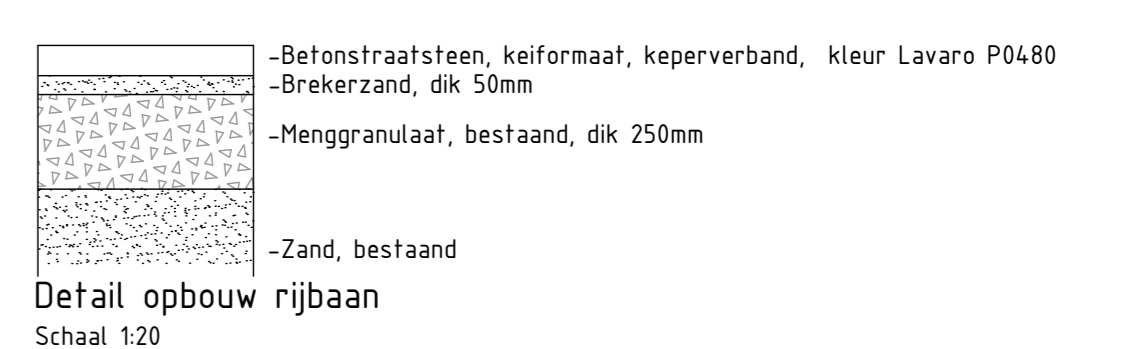 -Betonstraatsteen, keiformaat, keperverband, kleur Lavaro P0480
-Brekerzand, dik 50mm
-Menggranulaat, bestaand, dik 250mm
-Zand, bestaand
Detail opbouw rijbaan
Schaal 1:20